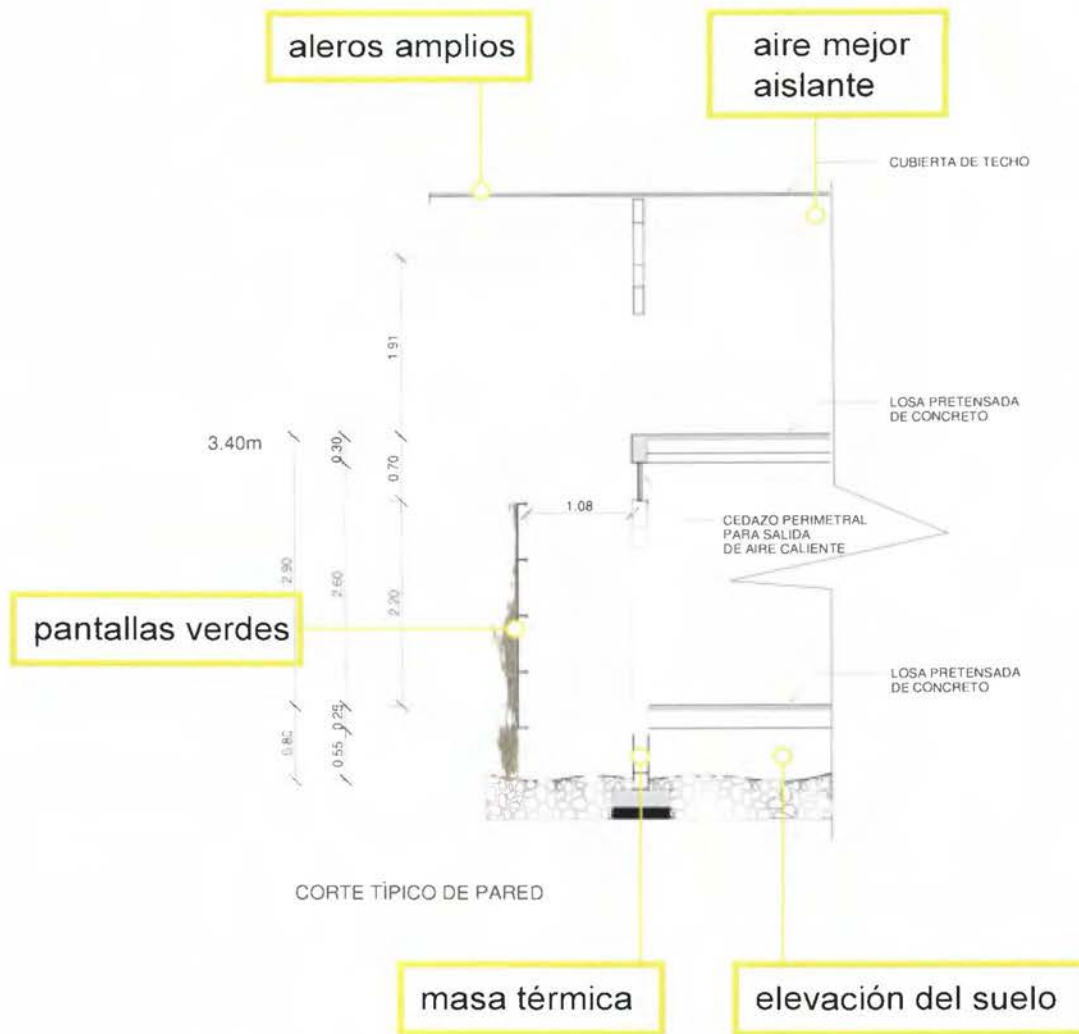 aleros amplios
aire mejor
aislante
CUBIERTA DE TECHO
1.91
LOSA PRETENSADA
DE CONCRETO
3.40m
0.30
0.70
1.08
CEDAZO PERIMETRAL
PARA SALIDA
DE AIRE CALIENTE
2.90
2.60
2.20
pantallas verdes
LOSA PRETENSADA
DE CONCRETO
0.80
0.55
0.25
CORTE TÍPICO DE PARED
masa térmica
elevación del suelo